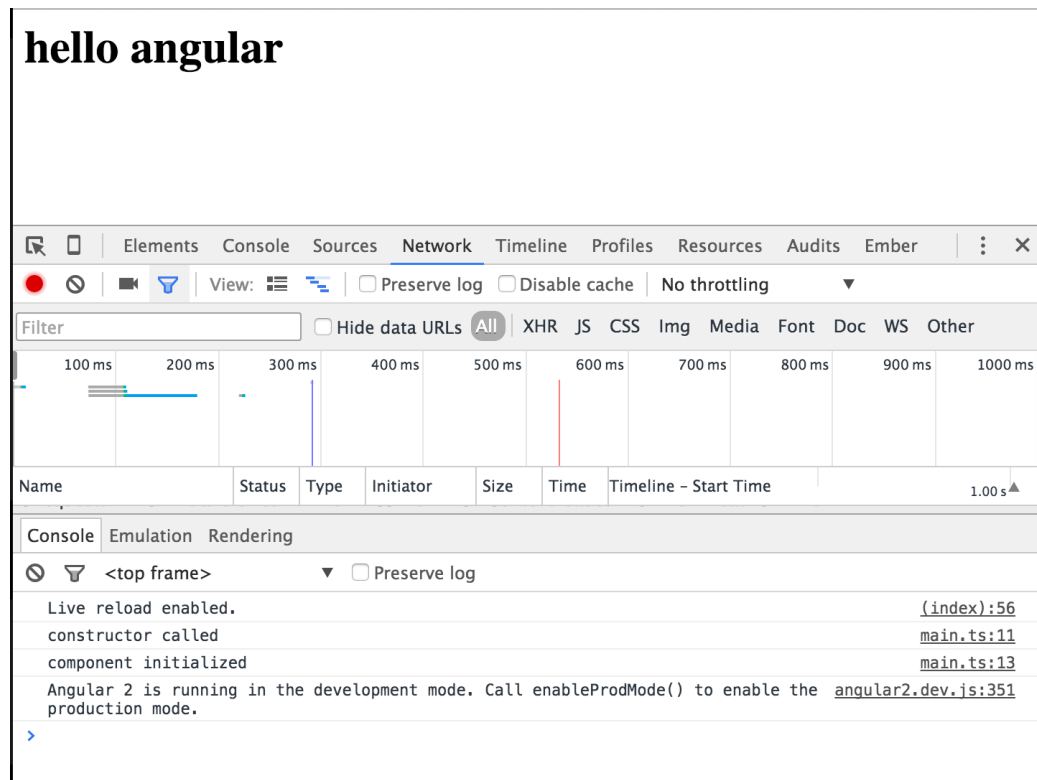 hello angular
Elements Console Sources Network Timeline Profiles Resources Audits Ember
View: Preserve log Disable cache No throttling
Filter Hide data URLs All XHR JS CSS Img Media Font Doc WS Other
100 ms 200 ms 300 ms 400 ms 500 ms 600 ms 700 ms 800 ms 900 ms 1000 ms
Name Status Type Initiator Size Time Timeline – Start Time 1.00 s
Console Emulation Rendering
<top frame> Preserve log
Live reload enabled. (index):56
constructor called main.ts:11
component initialized main.ts:13
Angular 2 is running in the development mode. Call enableProdMode() to enable the angular2.dev.js:351
production mode.